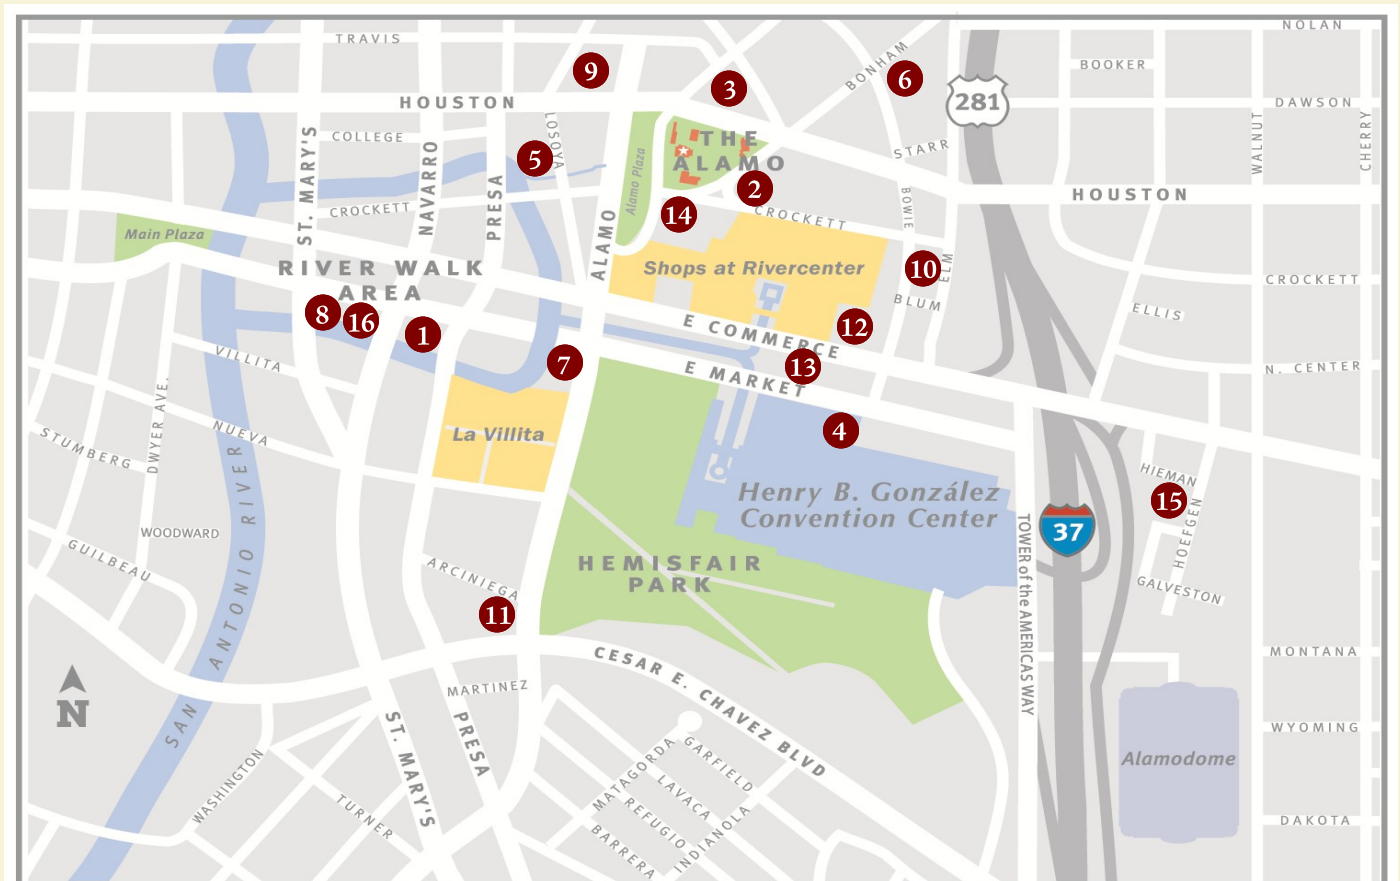 NOLAN
TRAVIS
BONHAM
BOOKER
9
6
3
281
HOUSTON
DAWSON
LOSOYA
WALNUT
CHERRY
ST. MARY'S
COLLEGE
NAVARRO
THE
ALAMO
STARR
5
Alamo Plaza
2
PRESA
CROCKETT
14
CROCKETT
BOWIE
HOUSTON
Main Plaza
ALAMO
RIVER WALK
AREA
Shops at Rivercenter
10
ELM
CROCKETT
BLUM
ELLIS
8
16
1
E COMMERCE
12
VILLITA
7
E MARKET
13
N. CENTER
DWYER AVE.
STUMBERG
NUEVA
La Villita
4
HIEMAN
15
HOEFGEN
Henry B. González
Convention Center
37
WOODWARD
GUILBEAU
SAN ANTONIO RIVER
ARCINIEGA
HEMISFAIR
PARK
TOWER of the AMERICAS WAY
GALVESTON
11
MONTANA
CESAR E. CHAVEZ BLVD
N
MARTINEZ
ST. MARY'S
PRESA
WYOMING
WASHINGTON
TURNER
MATAGORDA
GARFIELD
LAVACA
REFUGIO
BARRERA
INDIANOLA
Alamodome
DAKOTA